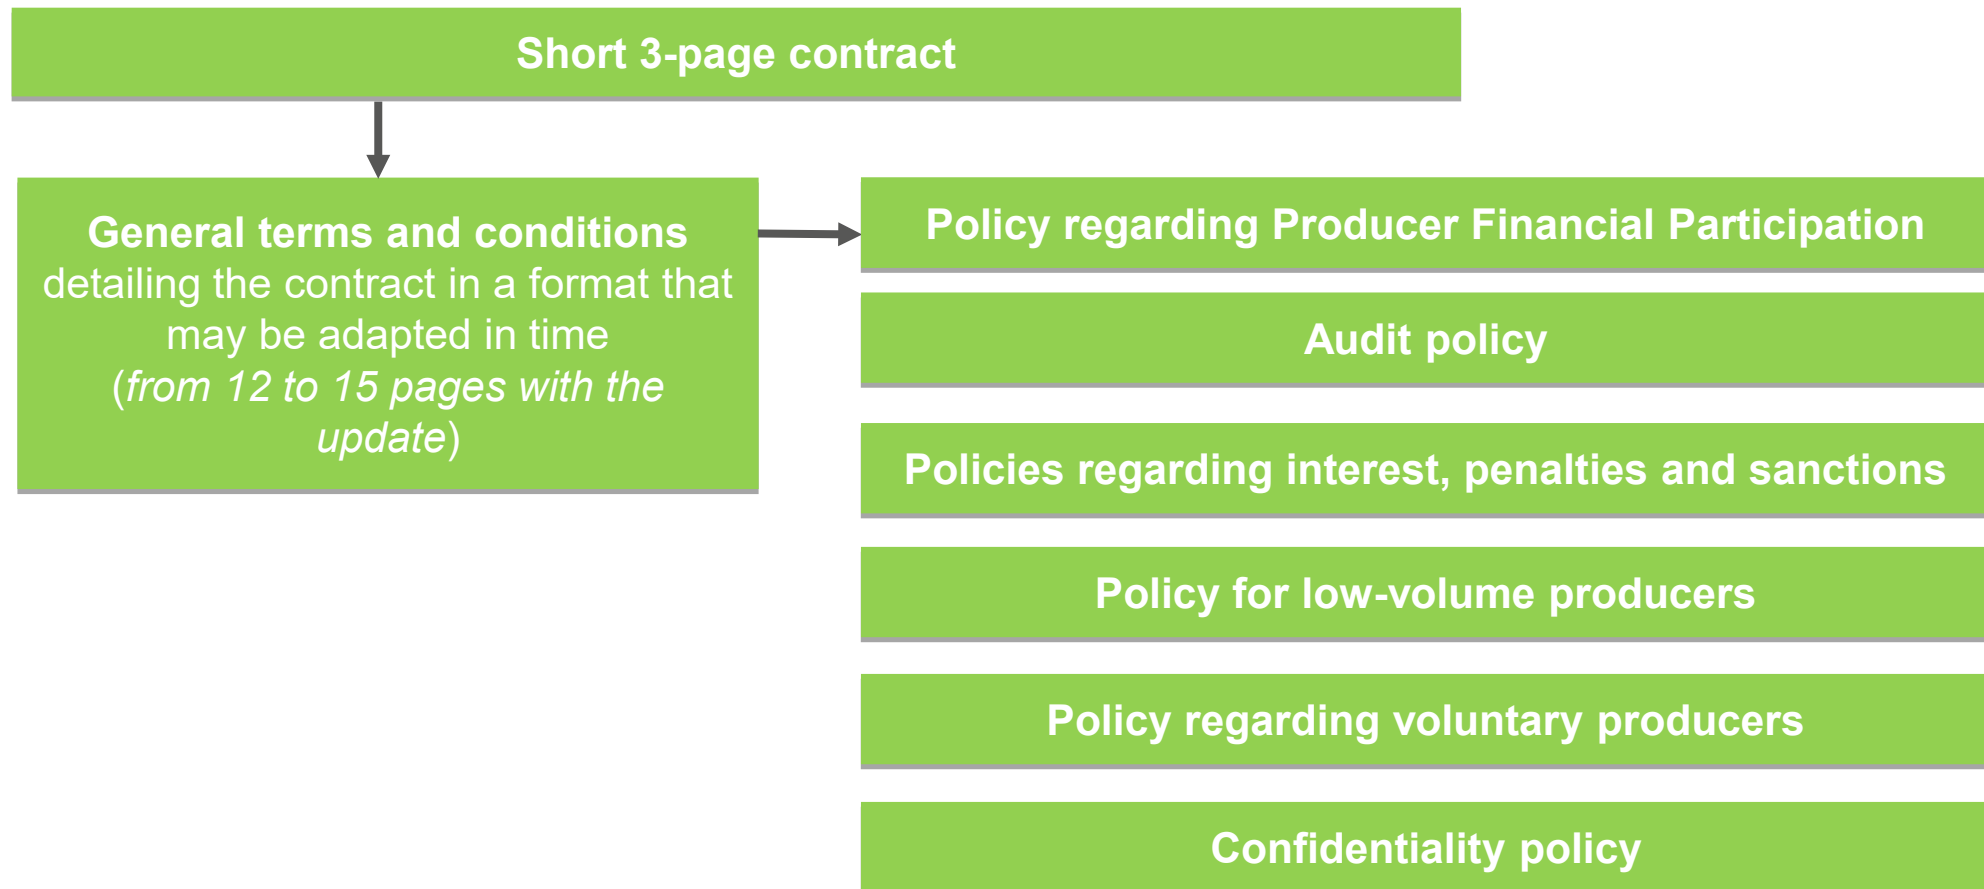 Short 3-page contract
General terms and conditions
detailing the contract in a format that
may be adapted in time
(from 12 to 15 pages with the
update)
Policy regarding Producer Financial Participation
Audit policy
Policies regarding interest, penalties and sanctions
Policy for low-volume producers
Policy regarding voluntary producers
Confidentiality policy